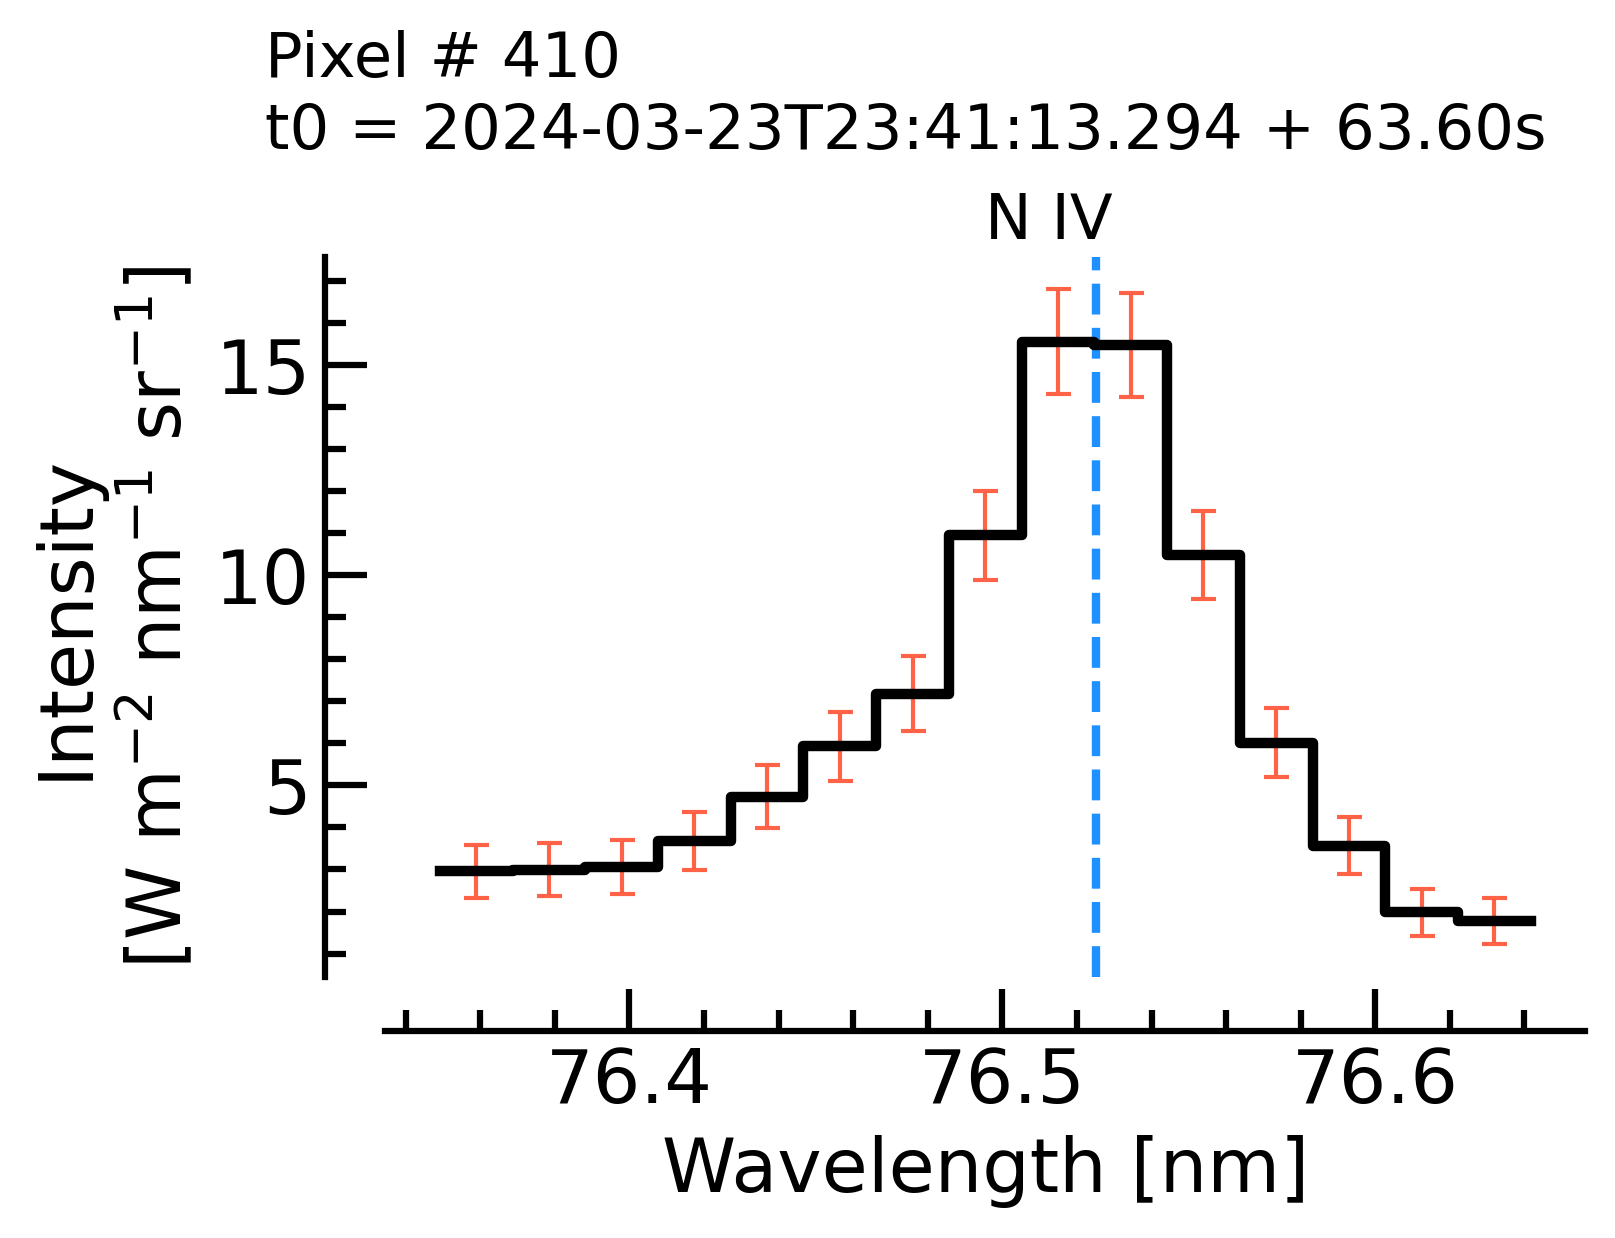 Pixel # 410
t0 = 2024-03-23T23:41:13.294 + 63.60s
N IV
Intensity
[W m⁻² nm⁻¹ sr⁻¹]
15
10
5
76.4 76.5 76.6
Wavelength [nm]